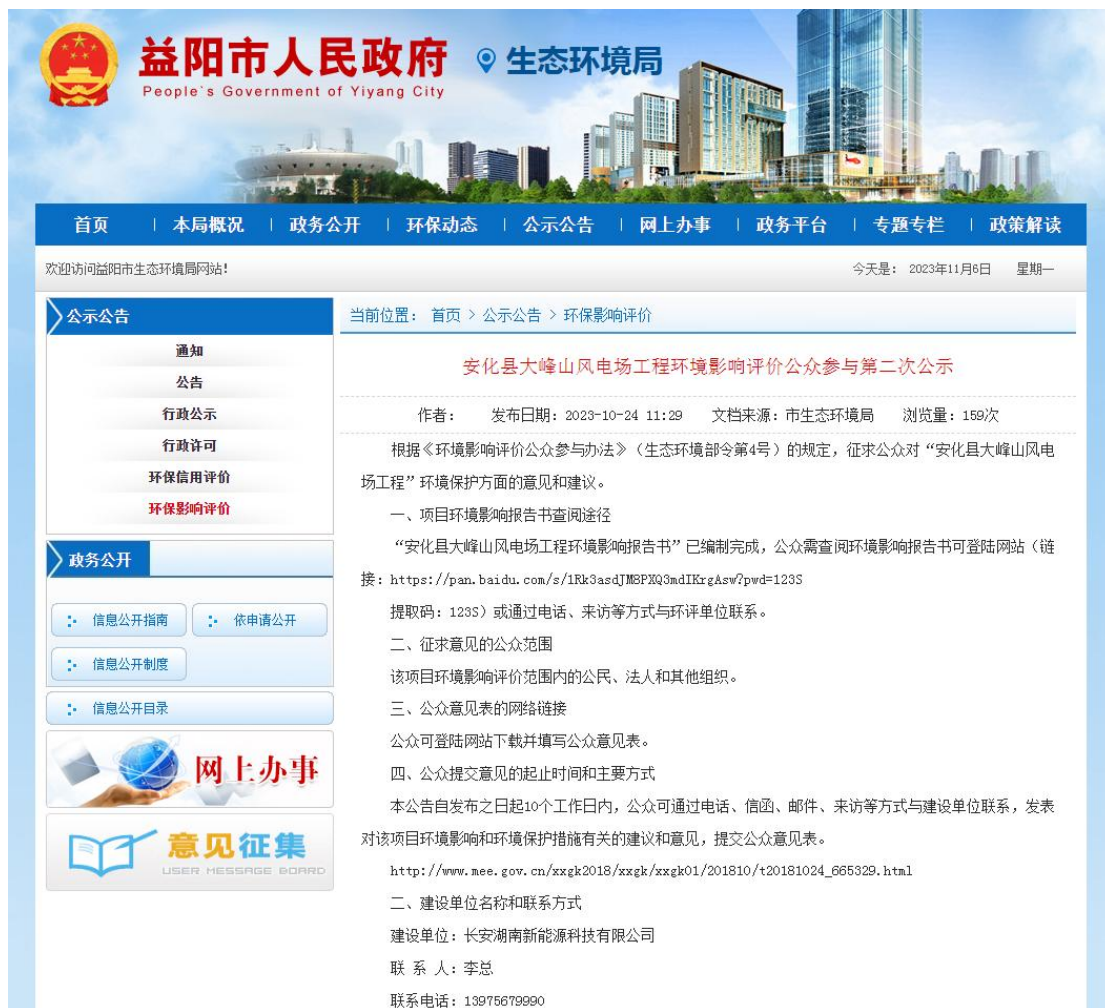 益阳市人民政府
生态环境局
People's Government of Yiyang City
首页 本局概况 政务公开 环保动态 公示公告 网上办事 政务平台 专题专栏 政策解读
欢迎访问益阳市生态环境局网站！
今天是： 2023年11月6日 星期一
公示公告
通知
公告
行政公示
行政许可
环保信用评价
环保影响评价
政务公开
信息公开指南
依申请公开
信息公开制度
信息公开目录
网上办事
意见征集
USER MESSAGE BOARD
当前位置： 首页 > 公示公告 > 环保影响评价
安化县大峰山风电场工程环境影响评价公众参与第二次公示
作者： 发布日期：2023-10-24 11:29 文档来源：市生态环境局 浏览量：159次
根据《环境影响评价公众参与办法》（生态环境部令第4号）的规定，征求公众对“安化县大峰山风电
场工程”环境保护方面的意见和建议。
一、项目环境影响报告书查阅途径
“安化县大峰山风电场工程环境影响报告书”已编制完成，公众需查阅环境影响报告书可登陆网站（链
接：https://pan.baidu.com/s/1Rk3asdJM8PXQ3mdIKrgAsw?pwd=123S
提取码：123S）或通过电话、来访等方式与环评单位联系。
二、征求意见的公众范围
该项目环境影响评价范围内的公民、法人和其他组织。
三、公众意见表的网络链接
公众可登陆网站下载并填写公众意见表。
四、公众提交意见的起止时间和主要方式
本公告自发布之日起10个工作日内，公众可通过电话、信函、邮件、来访等方式与建设单位联系，发表
对该项目环境影响和环境保护措施有关的建议和意见，提交公众意见表。
http://www.mee.gov.cn/xxgk2018/xxgk/xxgk01/201810/t20181024_665329.html
二、建设单位名称和联系方式
建设单位：长安湖南新能源科技有限公司
联 系 人：李总
联系电话：13975679990